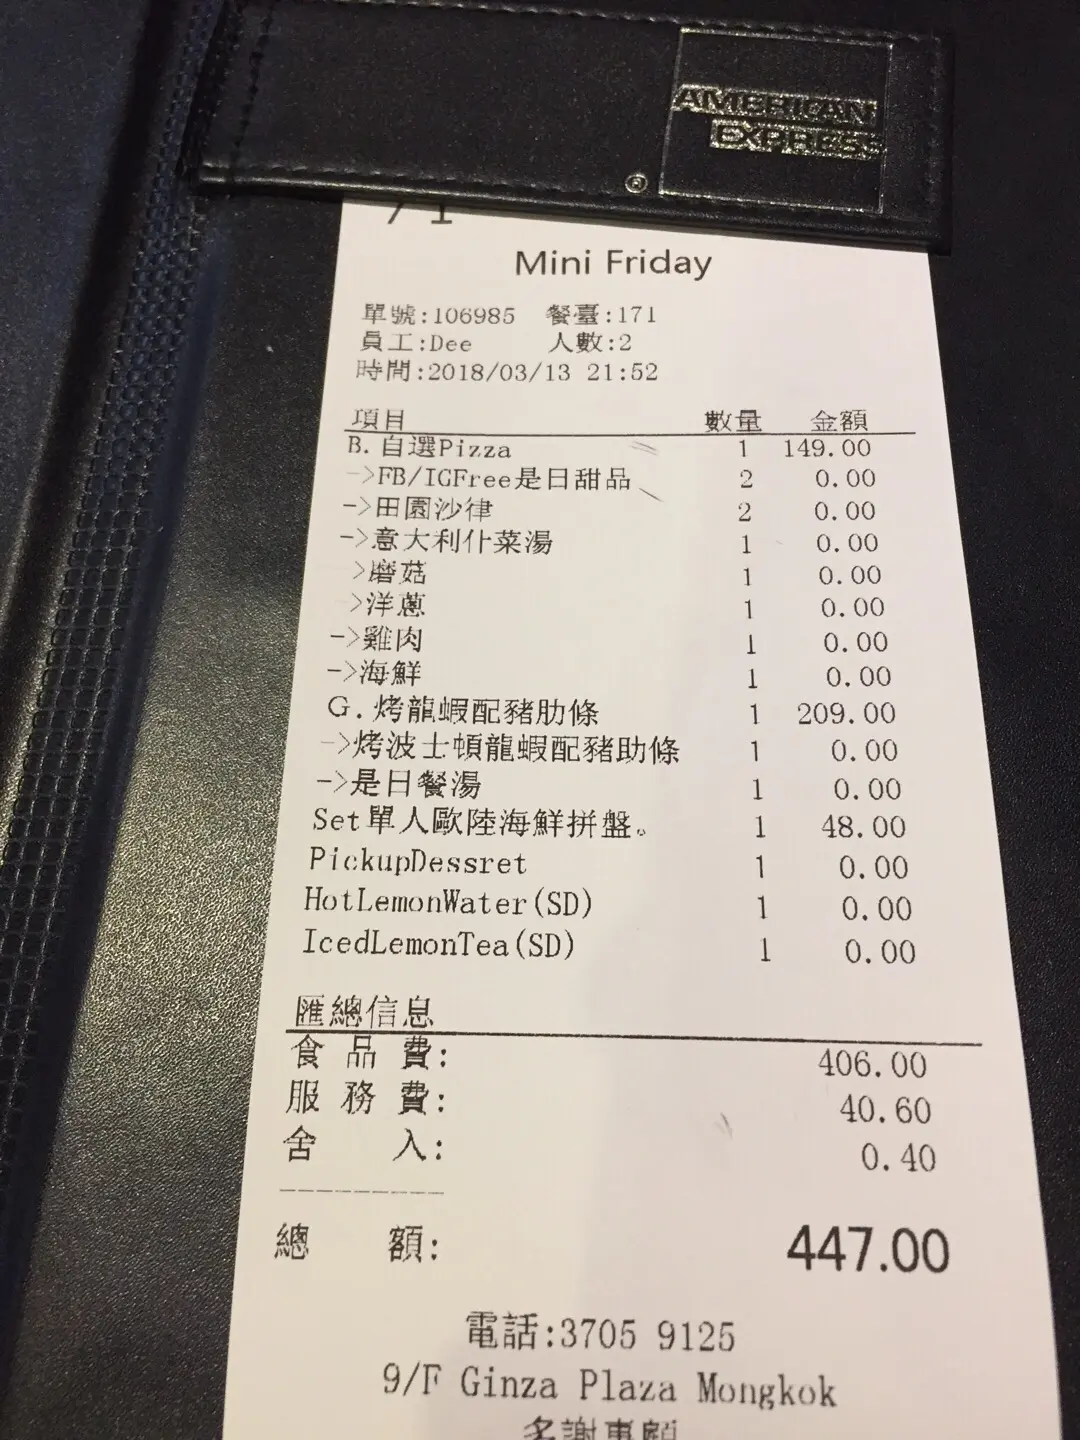 AMERICAN
EXPRESS
®
Mini Friday
單號:106985 餐臺:171
員工:Dee 人數:2
時間:2018/03/13 21:52
項目 數量 金額
B. 自選Pizza 1 149.00
->FB/IGFree是日甜品 2 0.00
->田園沙律 2 0.00
->意大利什菜湯 1 0.00
>磨菇 1 0.00
>洋蔥 1 0.00
->雞肉 1 0.00
->海鮮 1 0.00
G. 烤龍蝦配豬肋條 1 209.00
->烤波士頓龍蝦配豬助條 1 0.00
->是日餐湯 1 0.00
Set單人歐陸海鮮拼盤。 1 48.00
PickupDessret 1 0.00
HotLemonWater(SD) 1 0.00
IcedLemonTea(SD) 1 0.00
匯總信息
食品費: 406.00
服務費: 40.60
舍入: 0.40
總額: 447.00
電話:3705 9125
9/F Ginza Plaza Mongkok
多謝惠顧